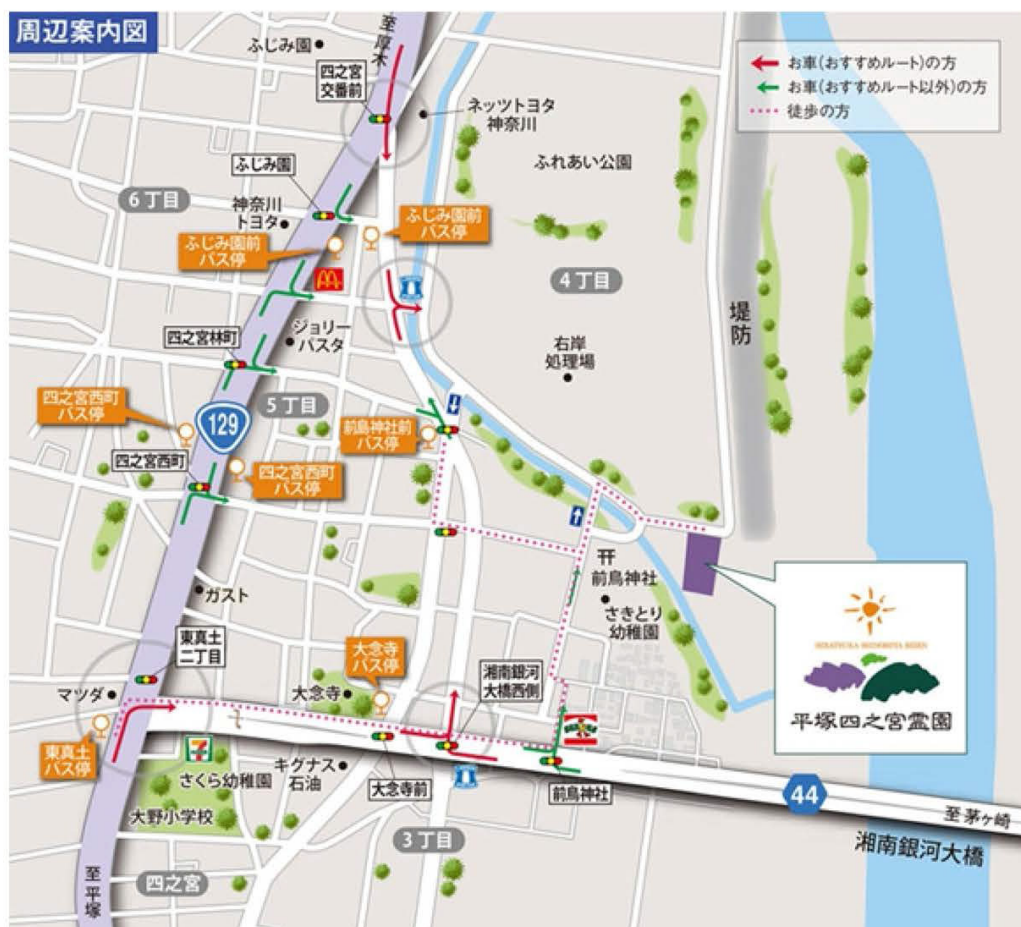 周辺案内図
至厚木
ふじみ園
四之宮
交番前
ネッツトヨタ
神奈川
お車(おすすめルート)の方
お車(おすすめルート以外)の方
徒歩の方
ふれあい公園
ふじみ園
6丁目
神奈川
トヨタ
ふじみ園前
バス停
ふじみ園前
バス停
4丁目
堤防
四之宮林町
ジョリー
パスタ
右岸
処理場
四之宮西町
バス停
129
5丁目
前鳥神社前
バス停
四之宮西町
四之宮西町
バス停
前鳥神社
さきとり
幼稚園
ガスト
東真土
二丁目
大念寺
バス停
湘南銀河
大橋西側
マツダ
大念寺
平塚四之宮霊園
東真土
バス停
7
さくら幼稚園
キグナス
石油
大念寺前
前鳥神社
44
至茅ヶ崎
大野小学校
3丁目
湘南銀河大橋
至平塚
四之宮